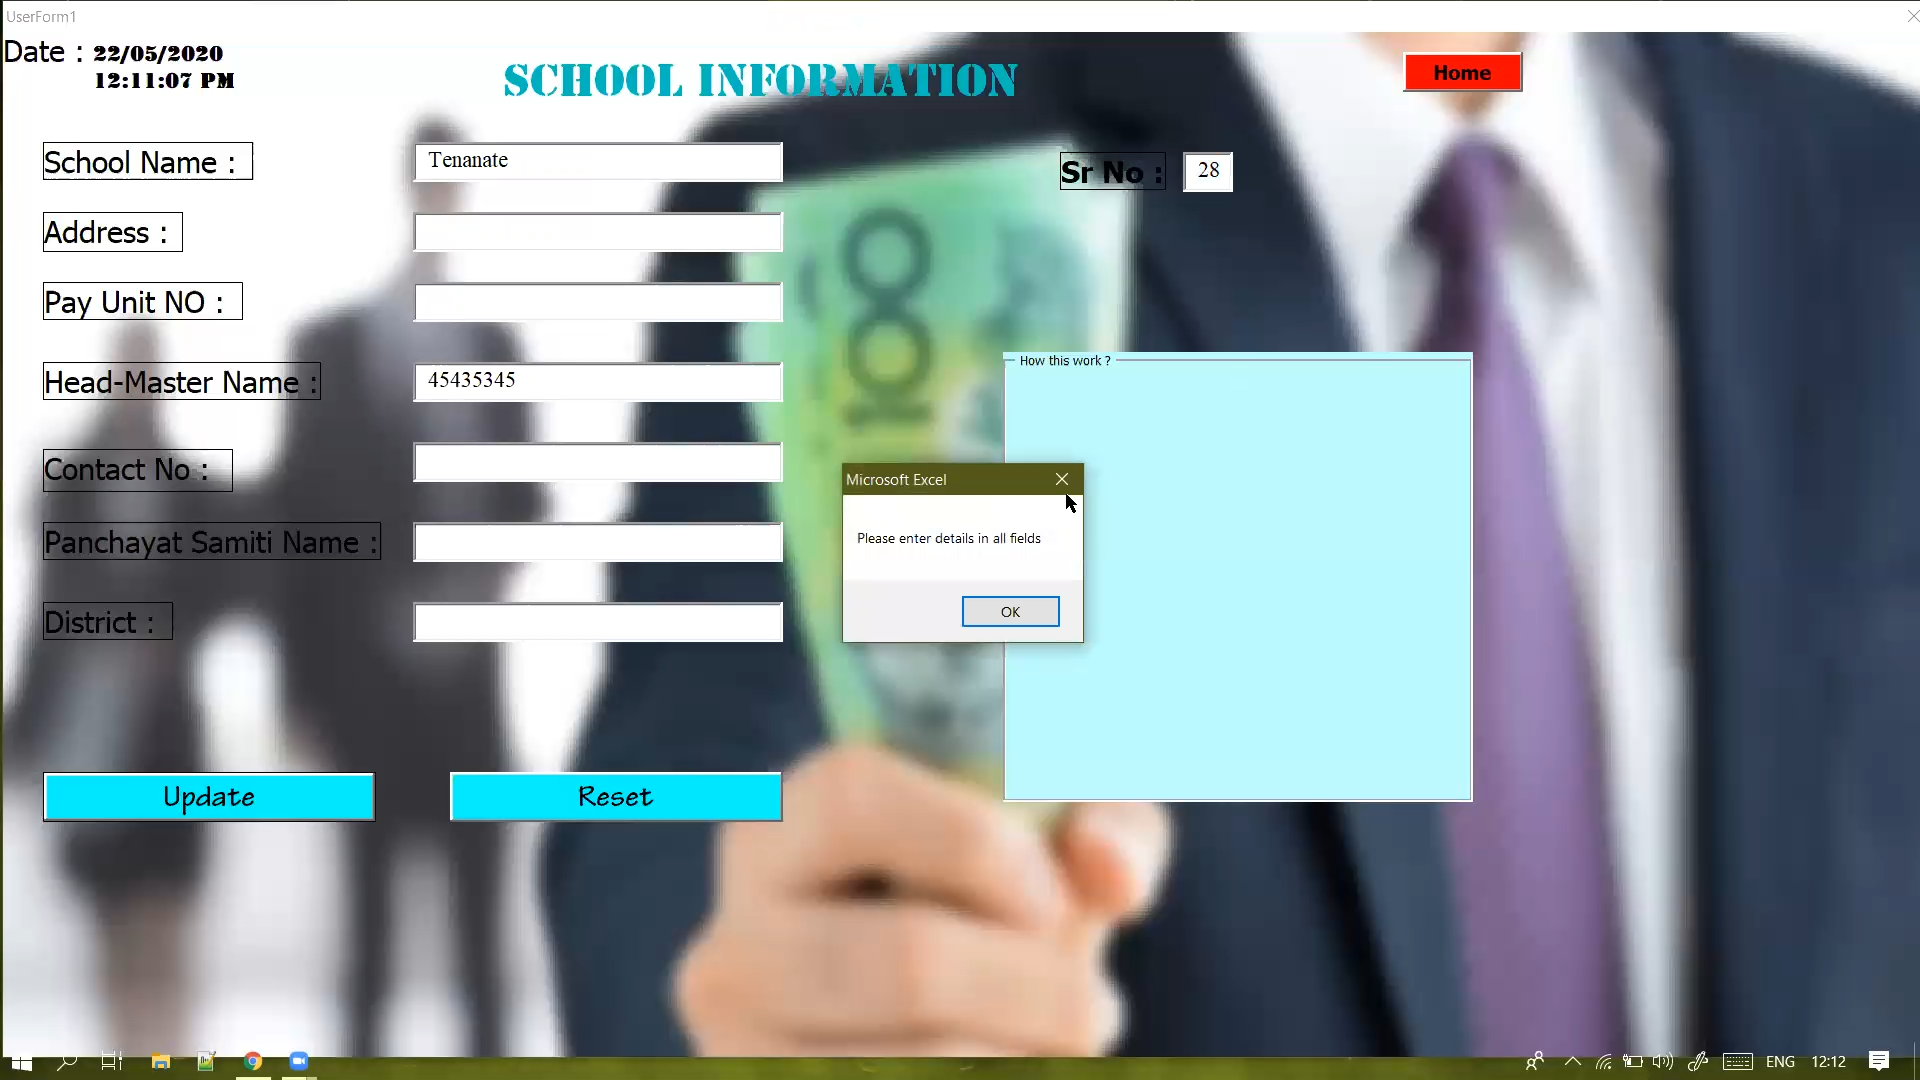 UserForm1
Date : 22/05/2020
12:11:07 PM
SCHOOL INFORMATION
Home
School Name :
Tenanate
Sr No :
28
Address :
Pay Unit NO :
How this work ?
Head-Master Name :
45435345
Contact No :
Microsoft Excel
Please enter details in all fields
OK
Panchayat Samiti Name :
District :
Update
Reset
ENG
12:12